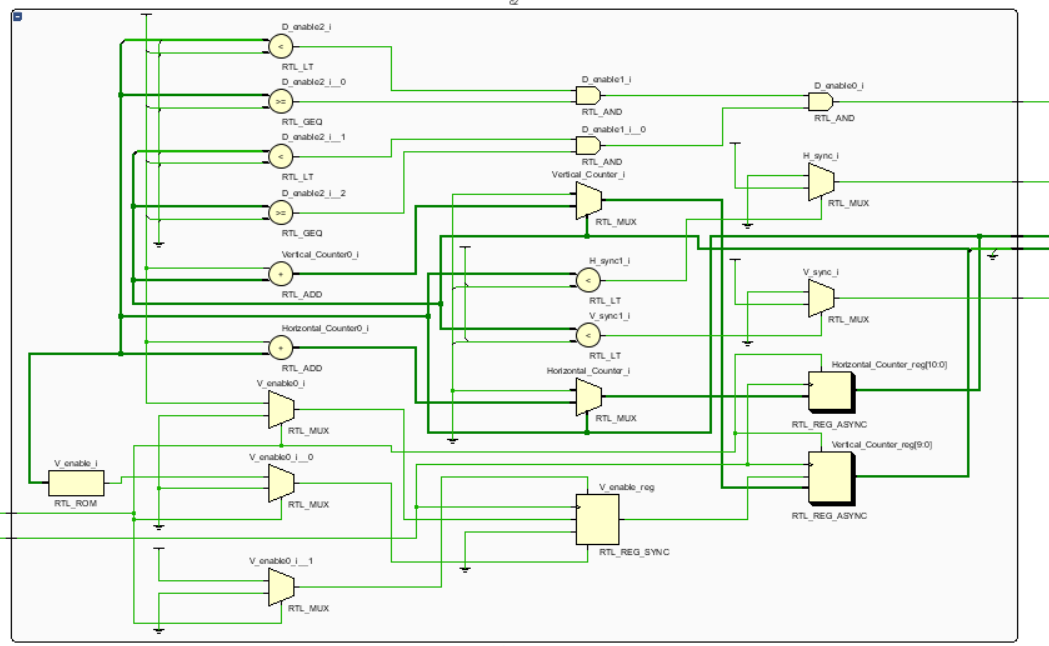 c2
D_enable2_i
<
RTL_LT
D_enable2_i__0
>=
RTL_GEQ
D_enable2_i__1
<
RTL_LT
D_enable2_i__2
>=
RTL_GEQ
Vertical_Counter0_i
+
RTL_ADD
Horizontal_Counter0_i
+
RTL_ADD
V_enable0_i
RTL_MUX
V_enable_i
RTL_ROM
V_enable0_i__0
RTL_MUX
V_enable0_i__1
RTL_MUX
D_enable1_i
RTL_AND
D_enable1_i__0
RTL_AND
Vertical_Counter_i
RTL_MUX
H_sync1_i
<
RTL_LT
V_sync1_i
<
RTL_LT
Horizontal_Counter_i
RTL_MUX
V_enable_reg
RTL_REG_SYNC
D_enable0_i
RTL_AND
H_sync_i
RTL_MUX
V_sync_i
RTL_MUX
Horizontal_Counter_reg[10:0]
RTL_REG_ASYNC
Vertical_Counter_reg[9:0]
RTL_REG_ASYNC